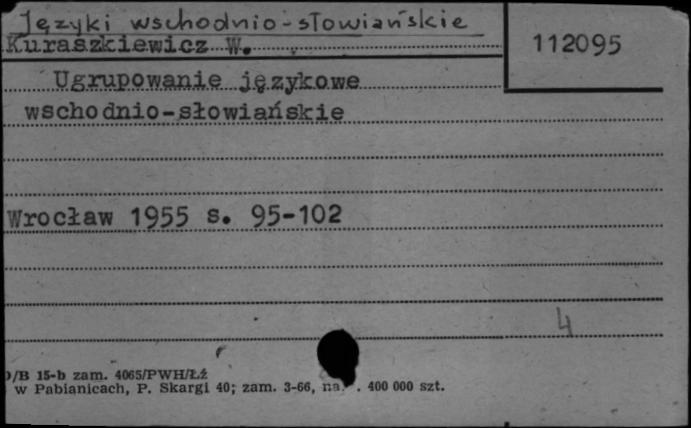 Języki wschodnio-słowiańskie
Kuraszkiewicz W.
112095
Ugrupowanie językowe
wschodnio-słowiańskie
Wrocław 1955 s. 95-102
4
/B 15-b zam. 4065/PWH/ŁŹ
w Pabianicach, P. Skargi 40; zam. 3-66, 400 000 szt.